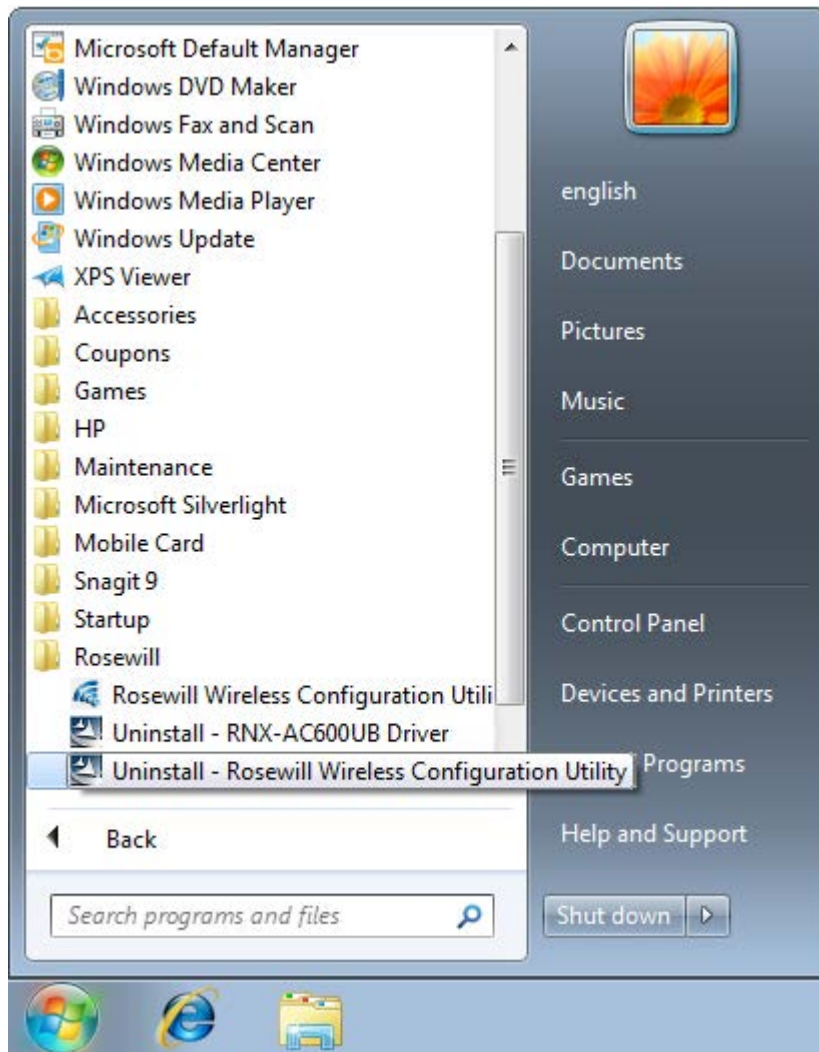 Microsoft Default Manager
Windows DVD Maker
Windows Fax and Scan
Windows Media Center
Windows Media Player
Windows Update
XPS Viewer
Accessories
Coupons
Games
HP
Maintenance
Microsoft Silverlight
Mobile Card
Snagit 9
Startup
Rosewill
Rosewill Wireless Configuration Utili
Uninstall - RNX-AC600UB Driver
Uninstall - Rosewill Wireless Configuration Utility
Back
Search programs and files
english
Documents
Pictures
Music
Games
Computer
Control Panel
Devices and Printers
Programs
Help and Support
Shut down